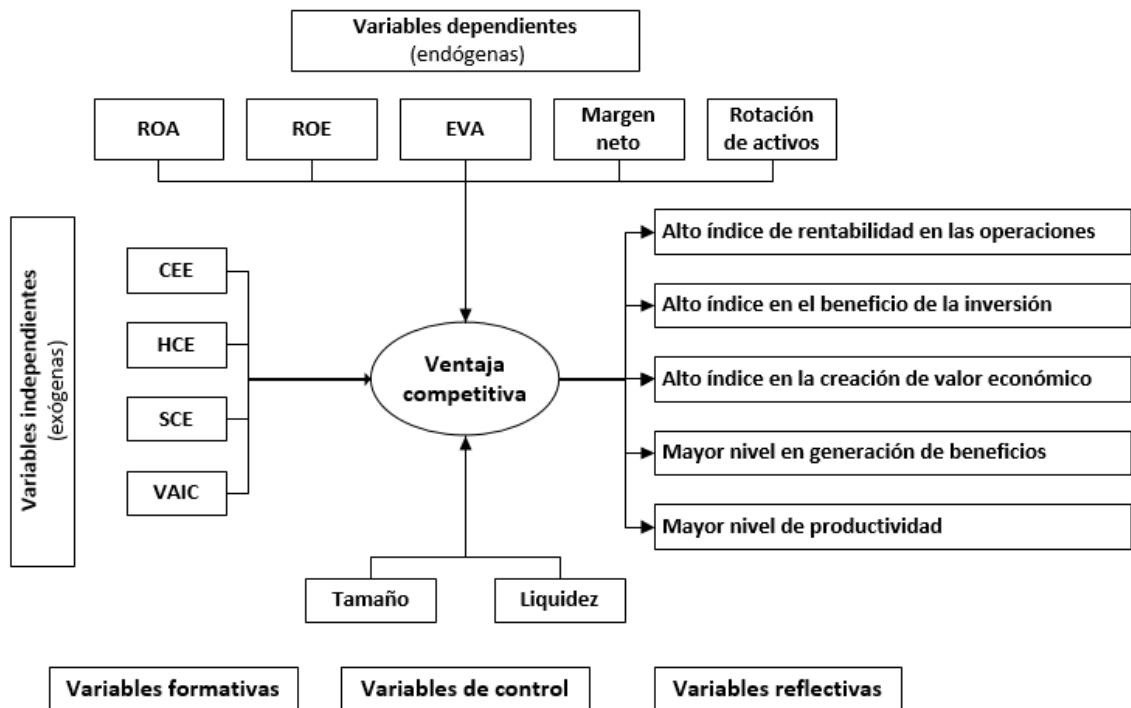 Variables dependientes
(endógenas)
ROA
ROE
EVA
Margen
neto
Rotación
de activos
Variables independientes
(exógenas)
CEE
HCE
SCE
VAIC
Ventaja
competitiva
Alto índice de rentabilidad en las operaciones
Alto índice en el beneficio de la inversión
Alto índice en la creación de valor económico
Mayor nivel en generación de beneficios
Mayor nivel de productividad
Tamaño
Liquidez
Variables formativas
Variables de control
Variables reflectivas